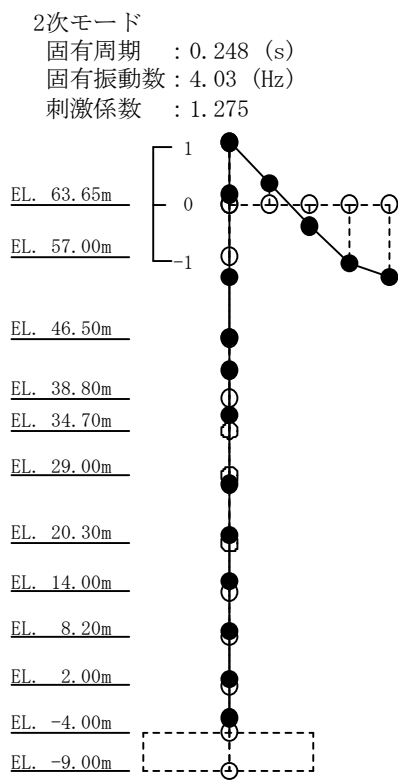 2次モード
固有周期 : 0.248 (s)
固有振動数 : 4.03 (Hz)
刺激係数 : 1.275
1
EL. 63.65m
0
EL. 57.00m
-1
EL. 46.50m
EL. 38.80m
EL. 34.70m
EL. 29.00m
EL. 20.30m
EL. 14.00m
EL. 8.20m
EL. 2.00m
EL. -4.00m
EL. -9.00m